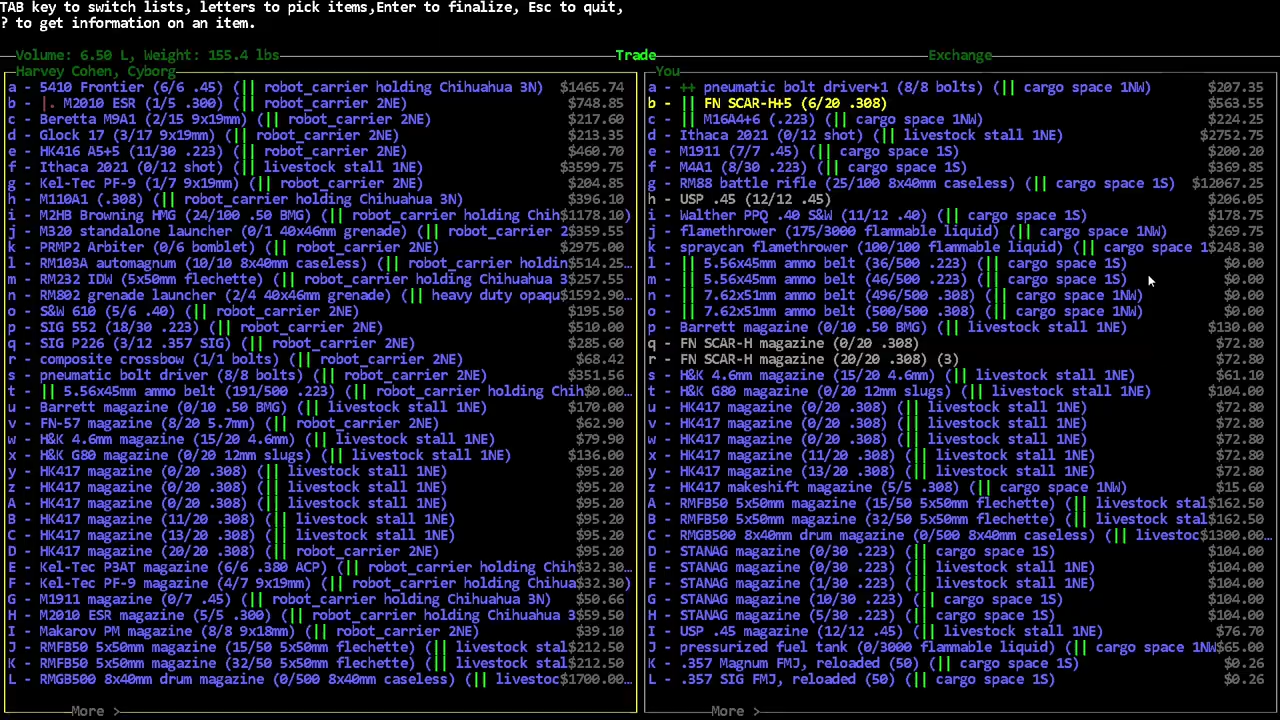 TAB key to switch lists, letters to pick items,Enter to finalize, Esc to quit,
? to get information on an item.
Volume: 6.50 L, Weight: 155.4 lbs
Trade
Exchange
Harvey Cohen, Cyborg
a - 5410 Frontier (6/6 .45) (|| robot_carrier holding Chihuahua 3N) $1465.74
b - |. M2010 ESR (1/5 .300) (|| robot_carrier 2NE) $748.85
c - Beretta M9A1 (2/15 9x19mm) (|| robot_carrier 2NE) $217.60
d - Glock 17 (3/17 9x19mm) (|| robot_carrier 2NE) $213.35
e - HK416 A5+5 (11/30 .223) (|| robot_carrier 2NE) $460.70
f - Ithaca 2021 (0/12 shot) (|| livestock stall 1NE) $3599.75
g - Kel-Tec PF-9 (1/7 9x19mm) (|| robot_carrier 2NE) $204.85
h - M110A1 (.308) (|| robot_carrier holding Chihuahua 3N) $396.10
i - M2HB Browning HMG (24/100 .50 BMG) (|| robot_carrier holding Chih$1178.10)
j - M320 standalone launcher (0/1 40x46mm grenade) (|| robot_carrier 2$359.55
k - PRMP2 Arbiter (0/6 bomblet) (|| robot_carrier 2NE) $2975.00
l - RM103A automagnum (10/10 8x40mm caseless) (|| robot_carrier holdin$514.25…
m - RM232 IDW (5x50mm flechette) (|| robot_carrier holding Chihuahua 3$257.55
n - RM802 grenade launcher (2/4 40x46mm grenade) (|| heavy duty opaqu$1592.90…
o - S&W 610 (5/6 .40) (|| robot_carrier 2NE) $195.50
p - SIG 552 (18/30 .223) (|| robot_carrier 2NE) $510.00
q - SIG P226 (3/12 .357 SIG) (|| robot_carrier 2NE) $285.60
r - composite crossbow (1/1 bolts) (|| robot_carrier 2NE) $68.42
s - pneumatic bolt driver (8/8 bolts) (|| robot_carrier 2NE) $351.56
t - || 5.56x45mm ammo belt (191/500 .223) (|| robot_carrier holding Chih$0.00…
u - Barrett magazine (0/10 .50 BMG) (|| livestock stall 1NE) $170.00
v - FN-57 magazine (8/20 5.7mm) (|| robot_carrier 2NE) $62.90
w - H&K 4.6mm magazine (15/20 4.6mm) (|| livestock stall 1NE) $79.90
x - H&K G80 magazine (0/20 12mm slugs) (|| livestock stall 1NE) $136.00
y - HK417 magazine (0/20 .308) (|| livestock stall 1NE) $95.20
z - HK417 magazine (0/20 .308) (|| livestock stall 1NE) $95.20
A - HK417 magazine (0/20 .308) (|| livestock stall 1NE) $95.20
B - HK417 magazine (11/20 .308) (|| livestock stall 1NE) $95.20
C - HK417 magazine (13/20 .308) (|| livestock stall 1NE) $95.20
D - HK417 magazine (20/20 .308) (|| robot_carrier 2NE) $95.20
E - Kel-Tec P3AT magazine (6/6 .380 ACP) (|| robot_carrier holding Chih$32.30…
F - Kel-Tec PF-9 magazine (4/7 9x19mm) (|| robot_carrier holding Chihua$32.30)
G - M1911 magazine (0/7 .45) (|| robot_carrier holding Chihuahua 3N) $50.66
H - M2010 ESR magazine (5/5 .300) (|| robot_carrier holding Chihuahua 3$59.50
I - Makarov PM magazine (8/8 9x18mm) (|| robot_carrier 2NE) $39.10
J - RMFB50 5x50mm magazine (15/50 5x50mm flechette) (|| livestock stal$212.50
K - RMFB50 5x50mm magazine (32/50 5x50mm flechette) (|| livestock stal$212.50
L - RMGB500 8x40mm drum magazine (0/500 8x40mm caseless) (|| livestoc$1700.00…
More >
You
a - ++ pneumatic bolt driver+1 (8/8 bolts) (|| cargo space 1NW) $207.35
b - || FN SCAR-H+5 (6/20 .308) $563.55
c - || M16A4+6 (.223) (|| cargo space 1NW) $224.25
d - Ithaca 2021 (0/12 shot) (|| livestock stall 1NE) $2752.75
e - M1911 (7/7 .45) (|| cargo space 1S) $200.20
f - M4A1 (8/30 .223) (|| cargo space 1S) $369.85
g - RM88 battle rifle (25/100 8x40mm caseless) (|| cargo space 1S) $12067.25
h - USP .45 (12/12 .45) $206.05
i - Walther PPQ .40 S&W (11/12 .40) (|| cargo space 1S) $178.75
j - flamethrower (175/3000 flammable liquid) (|| cargo space 1NW) $269.75
k - spraycan flamethrower (100/100 flammable liquid) (|| cargo space 1$248.30
l - || 5.56x45mm ammo belt (36/500 .223) (|| cargo space 1S) $0.00
m - || 5.56x45mm ammo belt (46/500 .223) (|| cargo space 1S) $0.00
n - || 7.62x51mm ammo belt (496/500 .308) (|| cargo space 1NW) $0.00
o - || 7.62x51mm ammo belt (500/500 .308) (|| cargo space 1NW) $0.00
p - Barrett magazine (0/10 .50 BMG) (|| livestock stall 1NE) $130.00
q - FN SCAR-H magazine (0/20 .308) $72.80
r - FN SCAR-H magazine (20/20 .308) (3) $72.80
s - H&K 4.6mm magazine (15/20 4.6mm) (|| livestock stall 1NE) $61.10
t - H&K G80 magazine (0/20 12mm slugs) (|| livestock stall 1NE) $104.00
u - HK417 magazine (0/20 .308) (|| livestock stall 1NE) $72.80
v - HK417 magazine (0/20 .308) (|| livestock stall 1NE) $72.80
w - HK417 magazine (0/20 .308) (|| livestock stall 1NE) $72.80
x - HK417 magazine (11/20 .308) (|| livestock stall 1NE) $72.80
y - HK417 magazine (13/20 .308) (|| livestock stall 1NE) $72.80
z - HK417 makeshift magazine (5/5 .308) (|| cargo space 1NW) $15.60
A - RMFB50 5x50mm magazine (15/50 5x50mm flechette) (|| livestock stal$162.50
B - RMFB50 5x50mm magazine (32/50 5x50mm flechette) (|| livestock stal$162.50
C - RMGB500 8x40mm drum magazine (0/500 8x40mm caseless) (|| livestoc$1300.00…
D - STANAG magazine (0/30 .223) (|| cargo space 1S) $104.00
E - STANAG magazine (0/30 .223) (|| cargo space 1S) $104.00
F - STANAG magazine (1/30 .223) (|| cargo space 1S) $104.00
G - STANAG magazine (10/30 .223) (|| cargo space 1S) $104.00
H - STANAG magazine (5/30 .223) (|| cargo space 1S) $104.00
I - USP .45 magazine (12/12 .45) (|| cargo space 1NE) $76.70
J - pressurized fuel tank (0/3000 flammable liquid) (|| cargo space 1NW$65.00
K - .357 Magnum FMJ, reloaded (50) (|| cargo space 1S) $0.26
L - .357 SIG FMJ, reloaded (50) (|| cargo space 1S) $0.26
More >